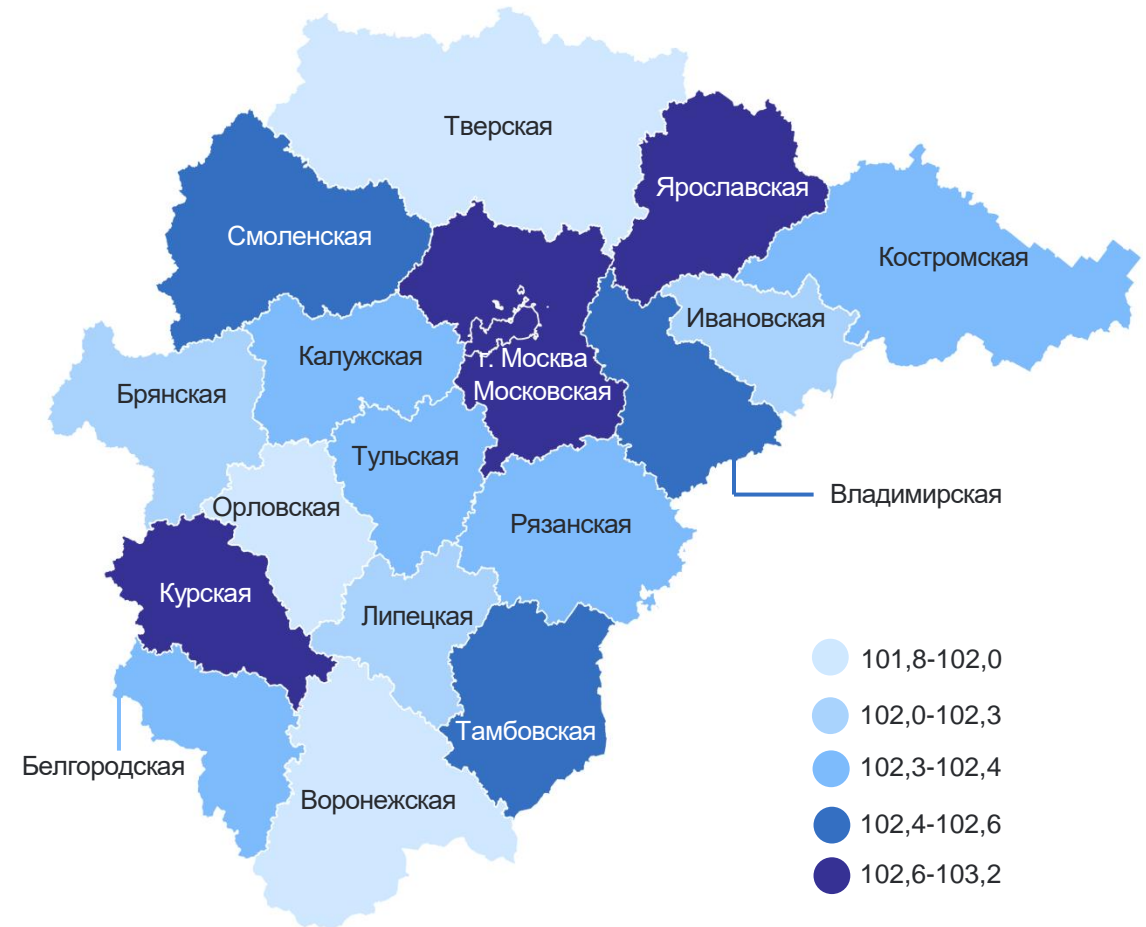 Тверская
Ярославская
Смоленская
Костромская
Ивановская
Калужская
г. Москва
Московская
Брянская
Тульская
Владимирская
Орловская
Рязанская
Курская
Липецкая
Тамбовская
Белгородская
Воронежская
101,8-102,0
102,0-102,3
102,3-102,4
102,4-102,6
102,6-103,2